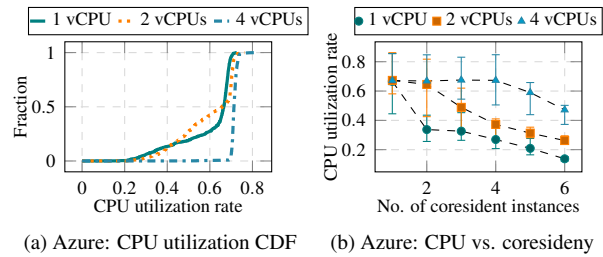 1 vCPU 2 vCPUs 4 vCPUs
1 vCPU 2 vCPUs 4 vCPUs
Fraction
1
0.5
0
0 0.2 0.4 0.6 0.8
CPU utilization rate
CPU utilization rate
0.8
0.6
0.4
0.2
2 4 6
No. of coresident instances
(a) Azure: CPU utilization CDF
(b) Azure: CPU vs. coresideny